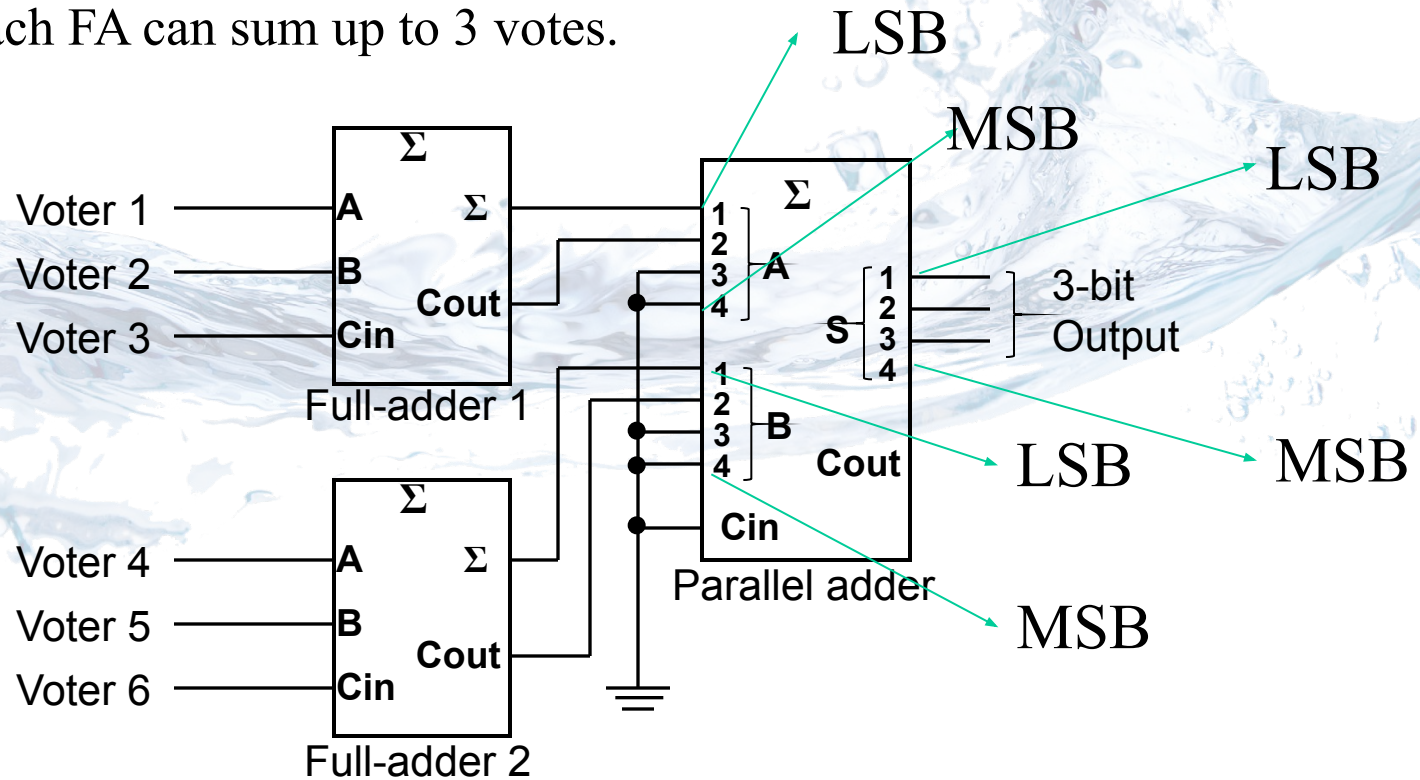 ach FA can sum up to 3 votes.
LSB
MSB
LSB
Σ
Voter 1
A
Σ
Voter 2
B
Cout
Voter 3
Cin
Full-adder 1
Σ
1
2
3
4
A
1
2
3
4
B
Cin
S
1
2
3
4
Cout
3-bit
Output
Parallel adder
LSB
MSB
MSB
Σ
Voter 4
A
Σ
Voter 5
B
Cout
Voter 6
Cin
Full-adder 2